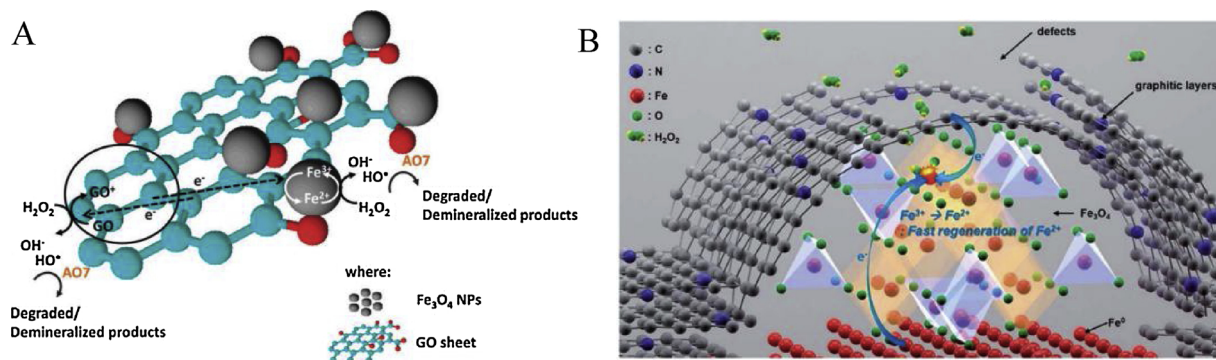 A
OH⁻
HO•
AO7
Fe³⁺
Fe²⁺
H₂O₂
Degraded/
Demineralized products
e⁻
e⁻
GO⁺
GO
H₂O₂
OH⁻
HO•
AO7
Degraded/
Demineralized products
where:
Fe₃O₄ NPs
GO sheet
B
: C
: N
: Fe
: O
: H₂O₂
defects
graphitic layers
e⁻
Fe³⁺ → Fe²⁺
: Fast regeneration of Fe²⁺
Fe₃O₄
e⁻
Fe⁰